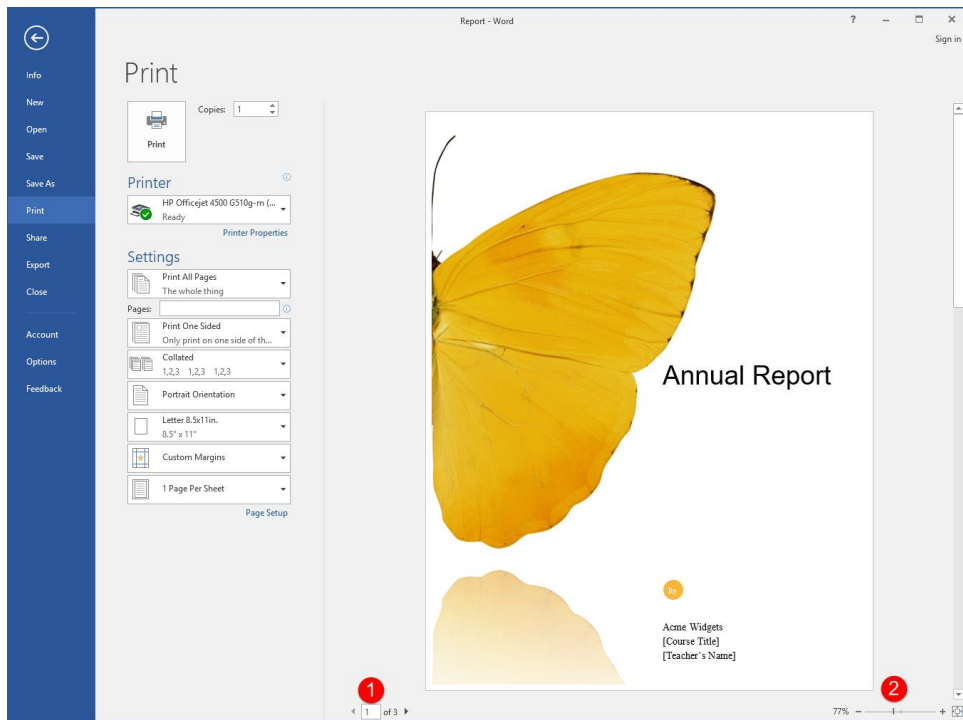 Report - Word
?
Sign in
Info
New
Open
Save
Save As
Print
Share
Export
Close
Account
Options
Feedback
Print
Print
Copies: 1
Printer
HP Officejet 4500 G510g-m (...
Ready
Printer Properties
Settings
Print All Pages
The whole thing
Pages:
Print One Sided
Only print on one side of th...
Collated
1,2,3 1,2,3 1,2,3
Portrait Orientation
Letter 8.5x11in.
8.5" x 11"
Custom Margins
1 Page Per Sheet
Page Setup
Annual Report
By
Acme Widgets
[Course Title]
[Teacher's Name]
1
1 of 3
2
77%